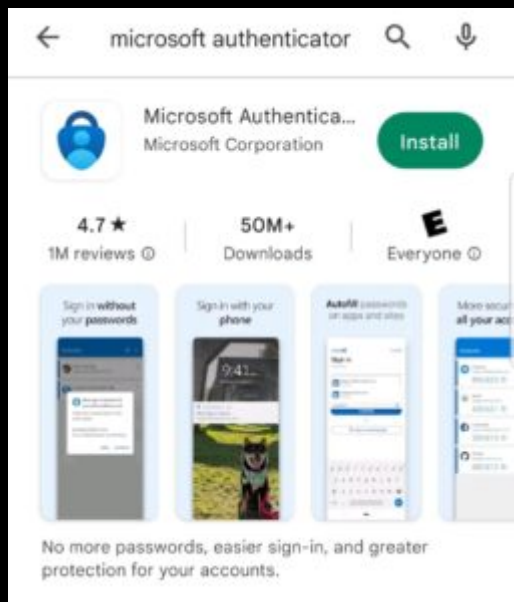 microsoft authenticator
Microsoft Authentica...
Microsoft Corporation
Install
4.7★
1M reviews
50M+
Downloads
E
Everyone
Sign in without
your passwords
Sign in with your
phone
9:41
Autofill passwords
on apps and sites
More secur
all your acc
No more passwords, easier sign-in, and greater
protection for your accounts.